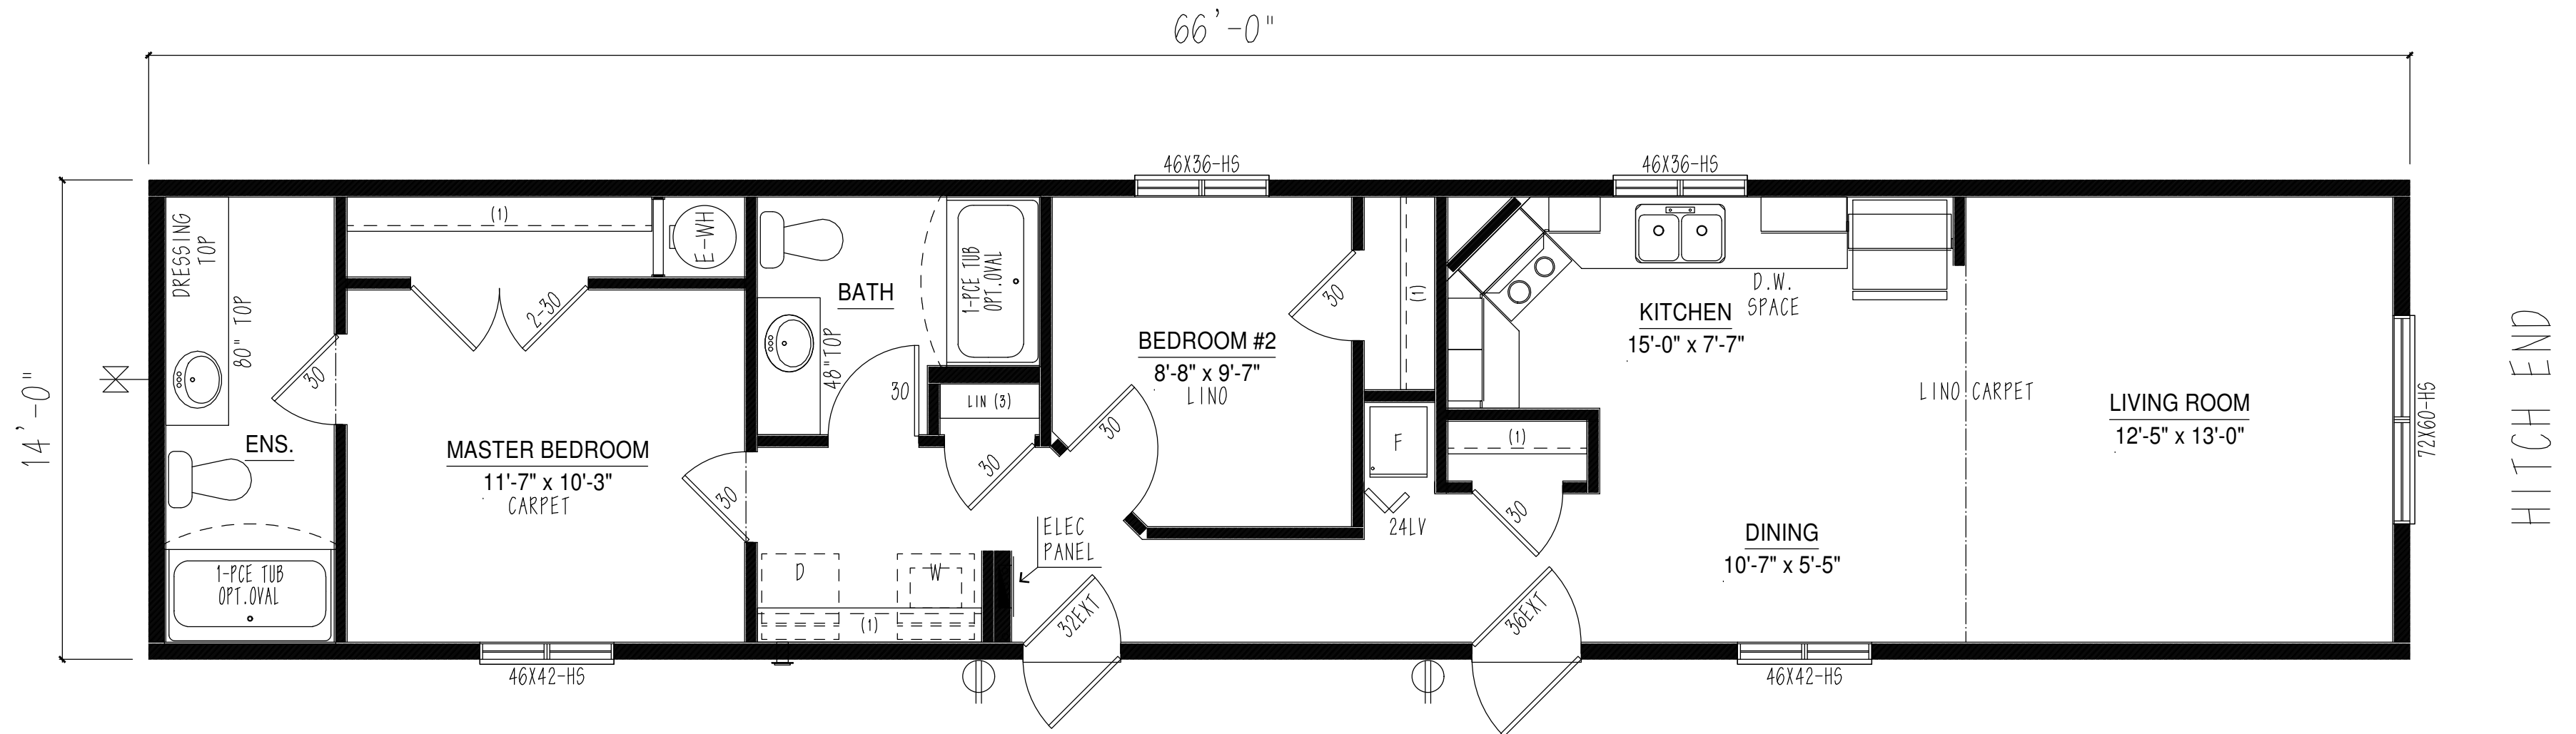 66'-0"
14'-0"
46X36-HS
46X36-HS
DRESSING
TOP
80" TOP
30
ENS.
1-PCE TUB
OPT.OVAL
(1)
E-WH
2-30
MASTER BEDROOM
11'-7" x 10'-3"
CARPET
30
46X42-HS
BATH
48"TOP
1-PCE TUB
OPT.OVAL
30
LIN (3)
30
D
W
(1)
ELEC
PANEL
32EXT
BEDROOM #2
8'-8" x 9'-7"
LINO
30
30
(1)
F
24LV
(1)
30
36EXT
KITCHEN
15'-0" x 7'-7"
D.W.
SPACE
DINING
10'-7" x 5'-5"
46X42-HS
LINO CARPET
LIVING ROOM
12'-5" x 13'-0"
72X60-HS
HITCH END